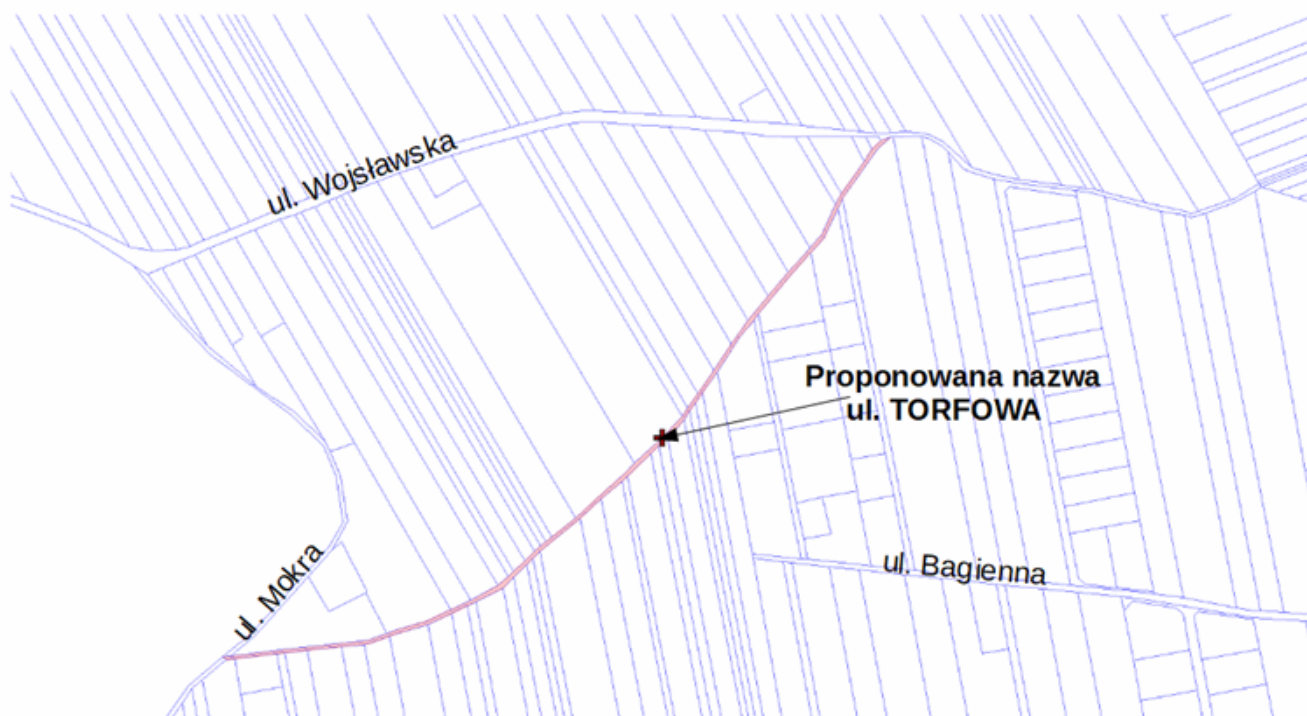 ul. Wojsławska
Proponowana nazwa
ul. TORFOWA
ul. Mokra
ul. Bagienna